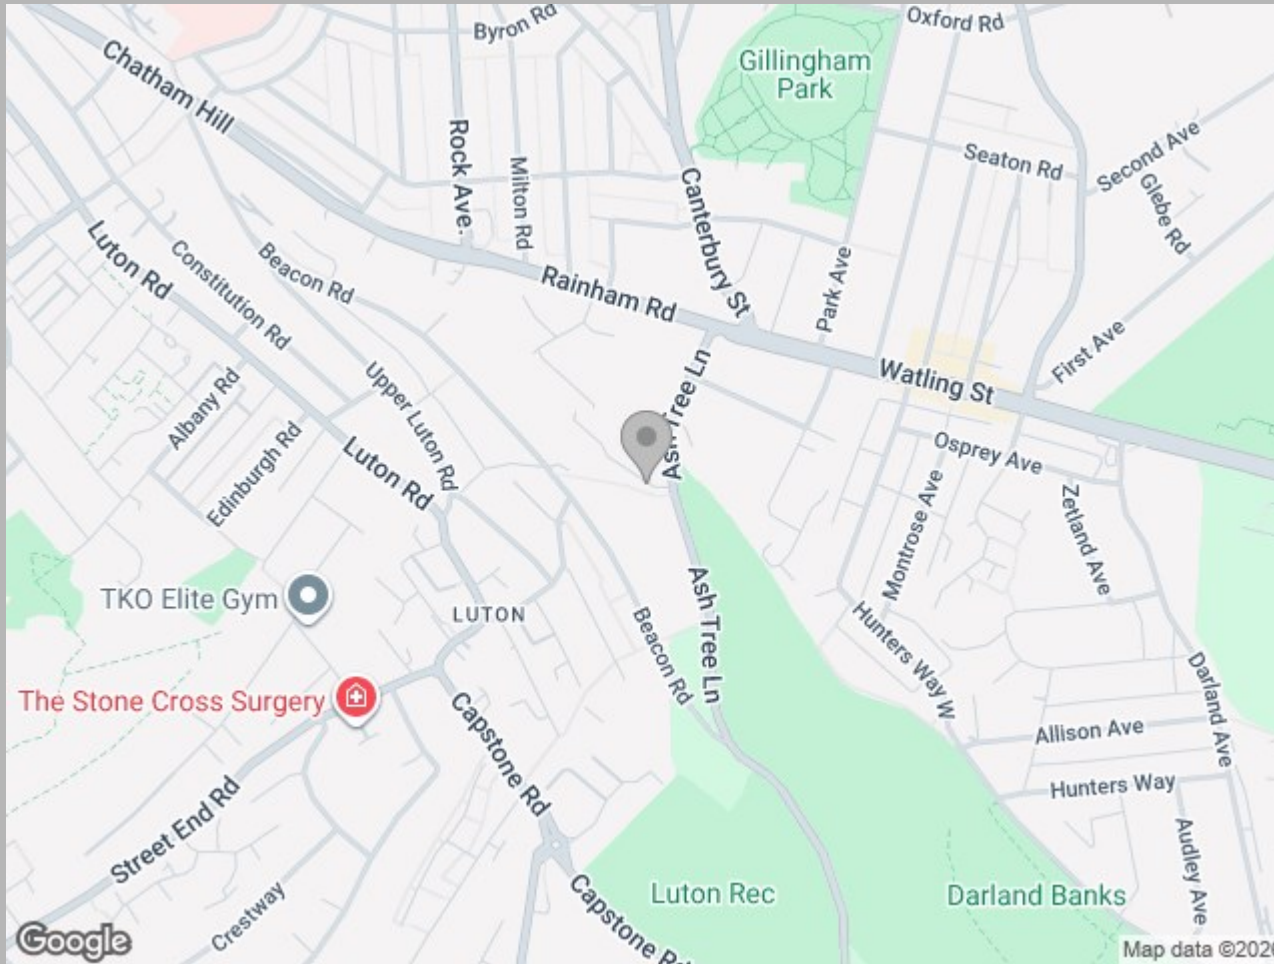 Oxford Rd
Byron Rd
Gillingham
Park
Chatham Hill
Rock Ave.
Milton Rd
Canterbury St
Seaton Rd
Second Ave
Glebe Rd
Luton Rd
Constitution Rd
Beacon Rd
Rainham Rd
Park Ave
First Ave
Watling St
Ash Tree Ln
Albany Rd
Upper Luton Rd
Edinburgh Rd
Luton Rd
Osprey Ave
Montrose Ave
Zetland Ave
TKO Elite Gym
LUTON
Beacon Rd
Ash Tree Ln
Hunters Way W
Darland Ave
The Stone Cross Surgery
Capstone Rd
Allison Ave
Hunters Way
Street End Rd
Audley Ave
Crestway
Capstone Rd
Luton Rec
Darland Banks
Google
Map data ©2026